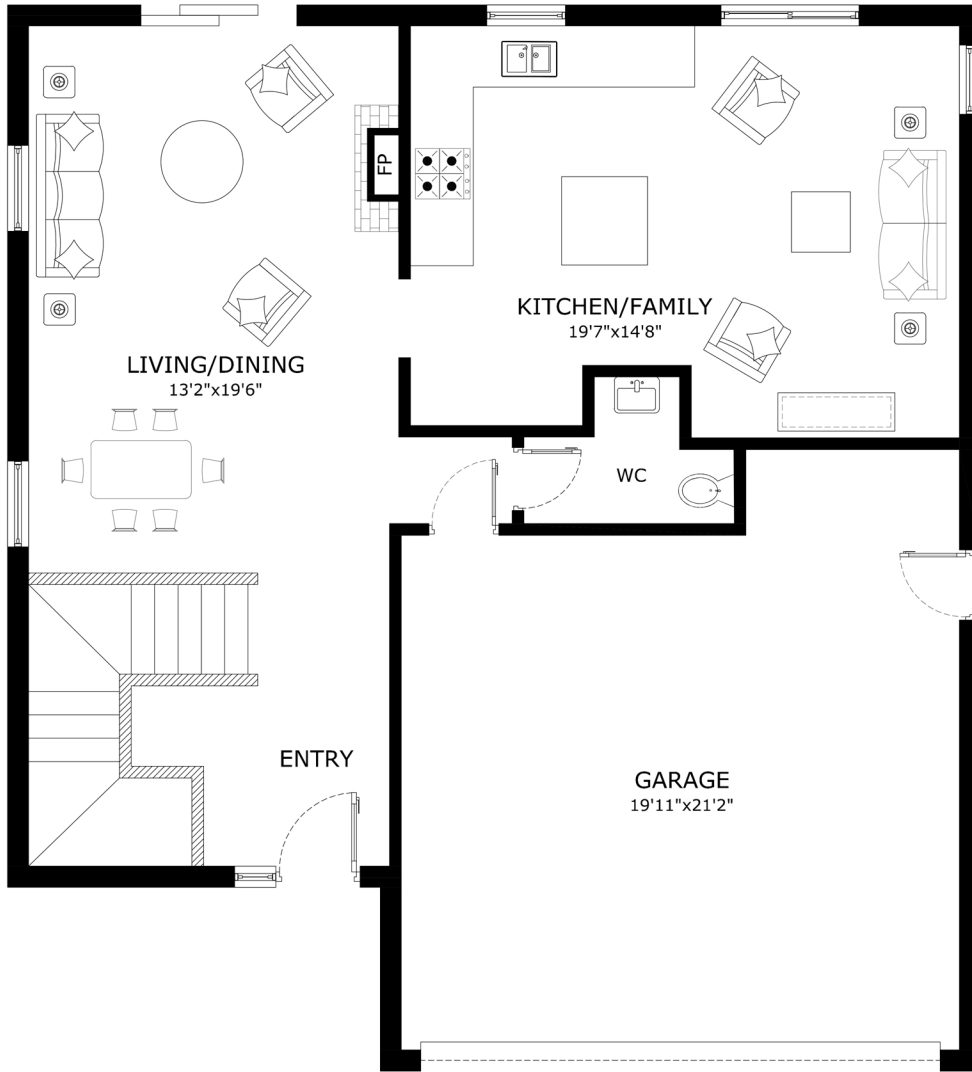 FP
KITCHEN/FAMILY
19'7"x14'8"
LIVING/DINING
13'2"x19'6"
WC
ENTRY
GARAGE
19'11"x21'2"